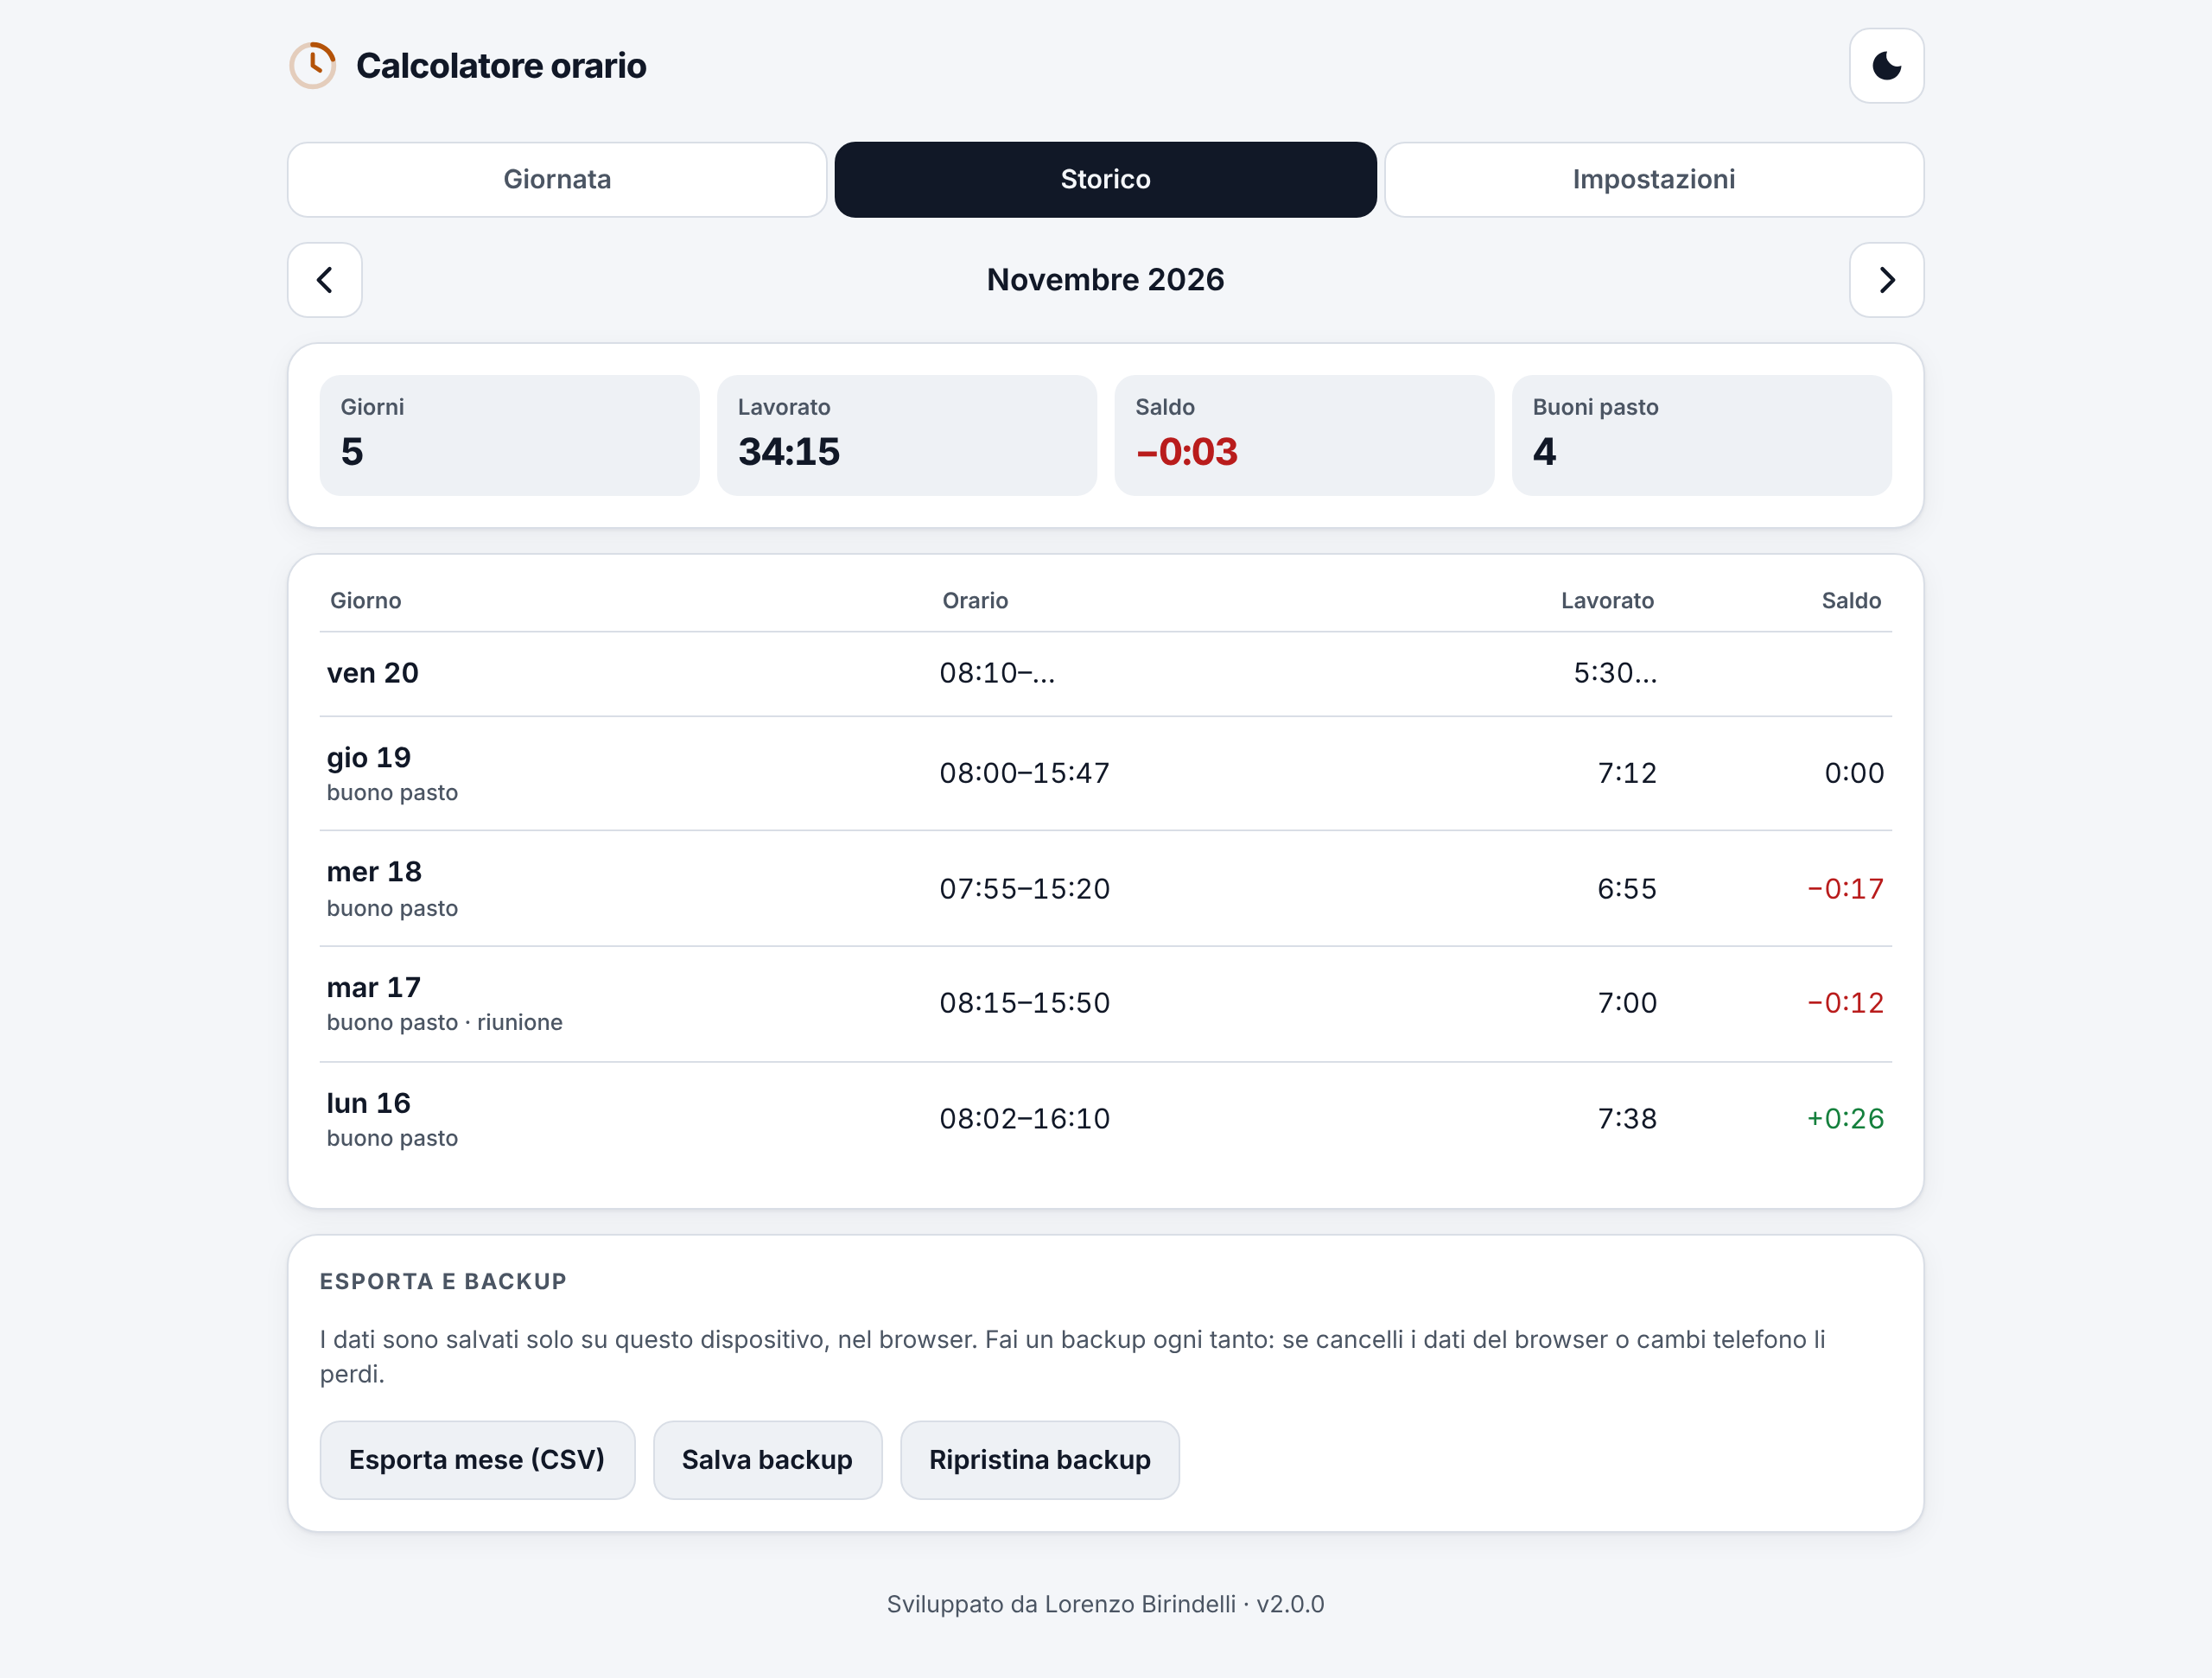 Calcolatore orario
Giornata
Storico
Impostazioni
Novembre 2026
Giorni
5
Lavorato
34:15
Saldo
−0:03
Buoni pasto
4
Giorno Orario Lavorato Saldo
ven 20 08:10–... 5:30...
gio 19
buono pasto
08:00–15:47 7:12 0:00
mer 18
buono pasto
07:55–15:20 6:55 −0:17
mar 17
buono pasto · riunione
08:15–15:50 7:00 −0:12
lun 16
buono pasto
08:02–16:10 7:38 +0:26
ESPORTA E BACKUP
I dati sono salvati solo su questo dispositivo, nel browser. Fai un backup ogni tanto: se cancelli i dati del browser o cambi telefono li
perdi.
Esporta mese (CSV)
Salva backup
Ripristina backup
Sviluppato da Lorenzo Birindelli · v2.0.0